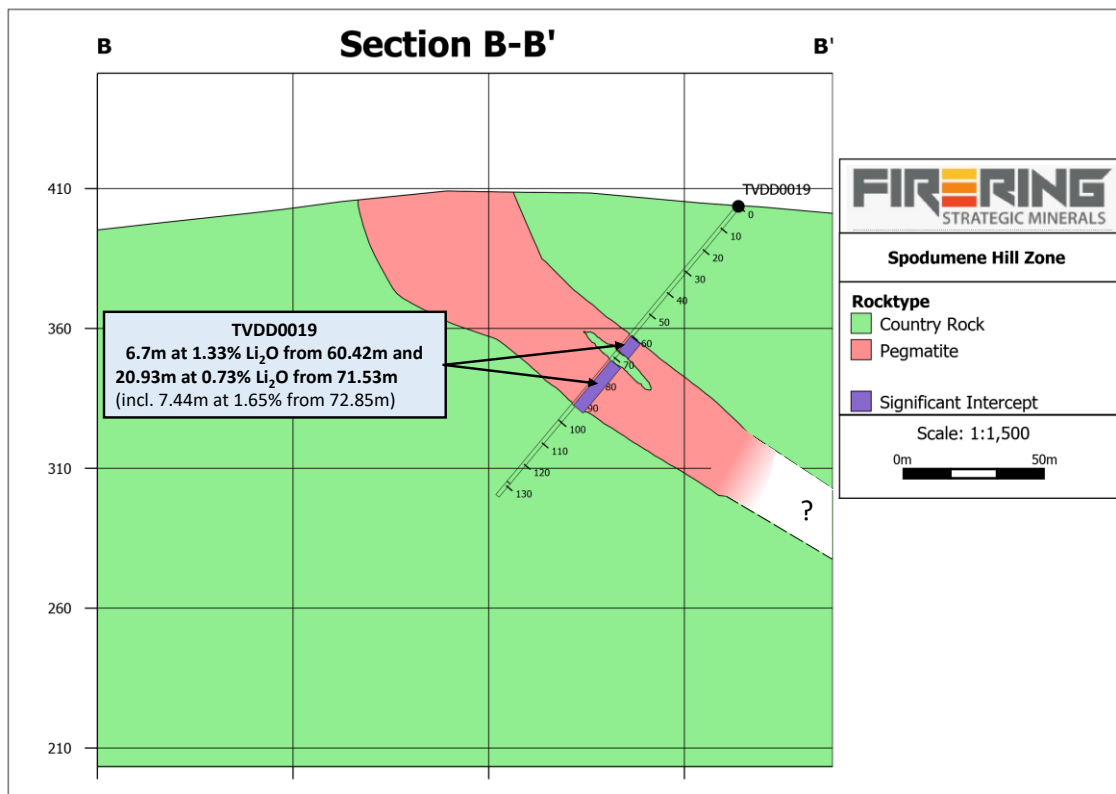 B
Section B-B'
B'
410
360
310
260
210
TVDD0019
0
10
20
30
40
50
60
70
80
90
100
110
120
130
TVDD0019
6.7m at 1.33% Li₂O from 60.42m and
20.93m at 0.73% Li₂O from 71.53m
(incl. 7.44m at 1.65% from 72.85m)
?
FIRERING
STRATEGIC MINERALS
Spodumene Hill Zone
Rocktype
Country Rock
Pegmatite
Significant Intercept
Scale: 1:1,500
0m 50m